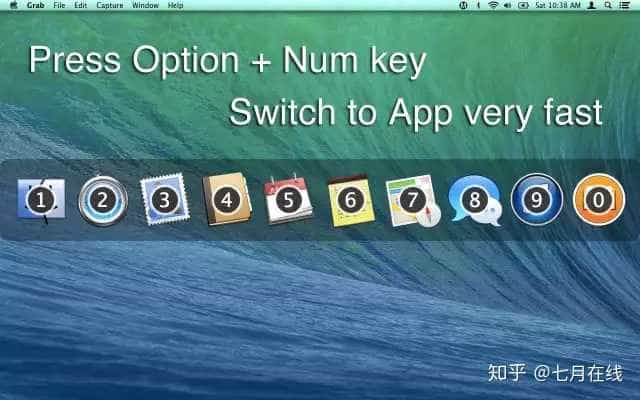 Grab File Edit Capture Window Help Sat 10:38 AM
Press Option + Num key
Switch to App very fast
1 2 3 4 5 6 7 8 9 0
知乎 @七月在线